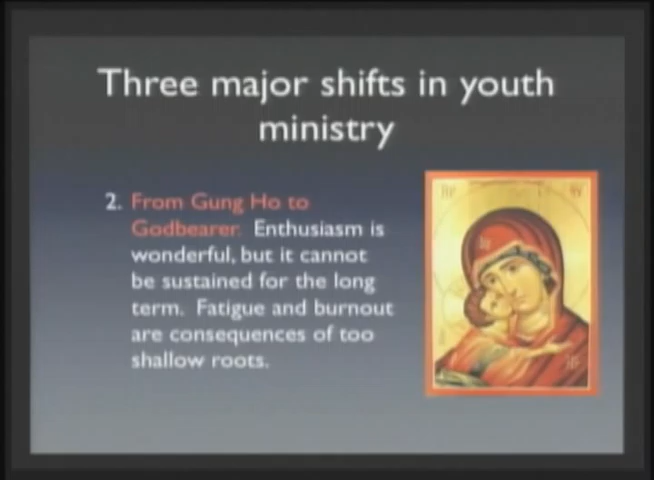 Three major shifts in youth
ministry
2. From Gung Ho to
Godbearer. Enthusiasm is
wonderful, but it cannot
be sustained for the long
term. Fatigue and burnout
are consequences of too
shallow roots.